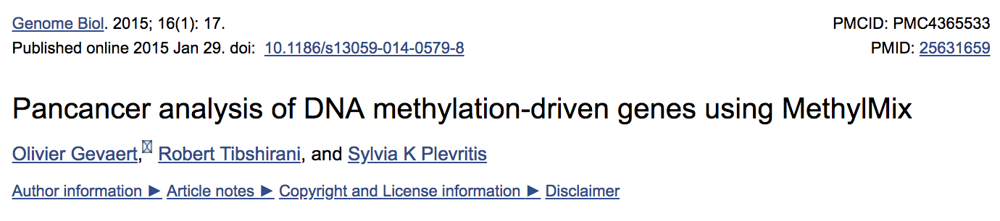 Genome Biol. 2015; 16(1): 17. PMCID: PMC4365533
Published online 2015 Jan 29. doi: 10.1186/s13059-014-0579-8 PMID: 25631659
Pancancer analysis of DNA methylation-driven genes using MethylMix
Olivier Gevaert, Robert Tibshirani, and Sylvia K Plevritis
Author information ► Article notes ► Copyright and License information ► Disclaimer